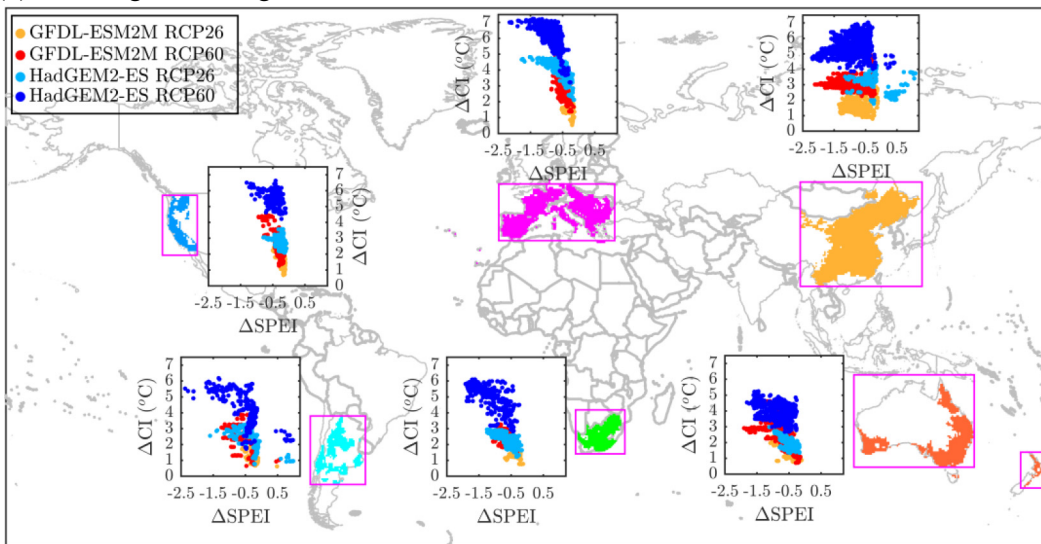 GFDL-ESM2M RCP26
GFDL-ESM2M RCP60
HadGEM2-ES RCP26
HadGEM2-ES RCP60
7
6
5
4
3
2
1
0
ΔCI (°C)
-2.5 -1.5 -0.5 0.5
ΔSPEI
7
6
5
4
3
2
1
0
ΔCI (°C)
-2.5 -1.5 -0.5 0.5
ΔSPEI
7
6
5
4
3
2
1
0
ΔCI (°C)
-2.5 -1.5 -0.5 0.5
ΔSPEI
7
6
5
4
3
2
1
0
ΔCI (°C)
-2.5 -1.5 -0.5 0.5
ΔSPEI
7
6
5
4
3
2
1
0
ΔCI (°C)
-2.5 -1.5 -0.5 0.5
ΔSPEI
7
6
5
4
3
2
1
0
ΔCI (°C)
-2.5 -1.5 -0.5 0.5
ΔSPEI